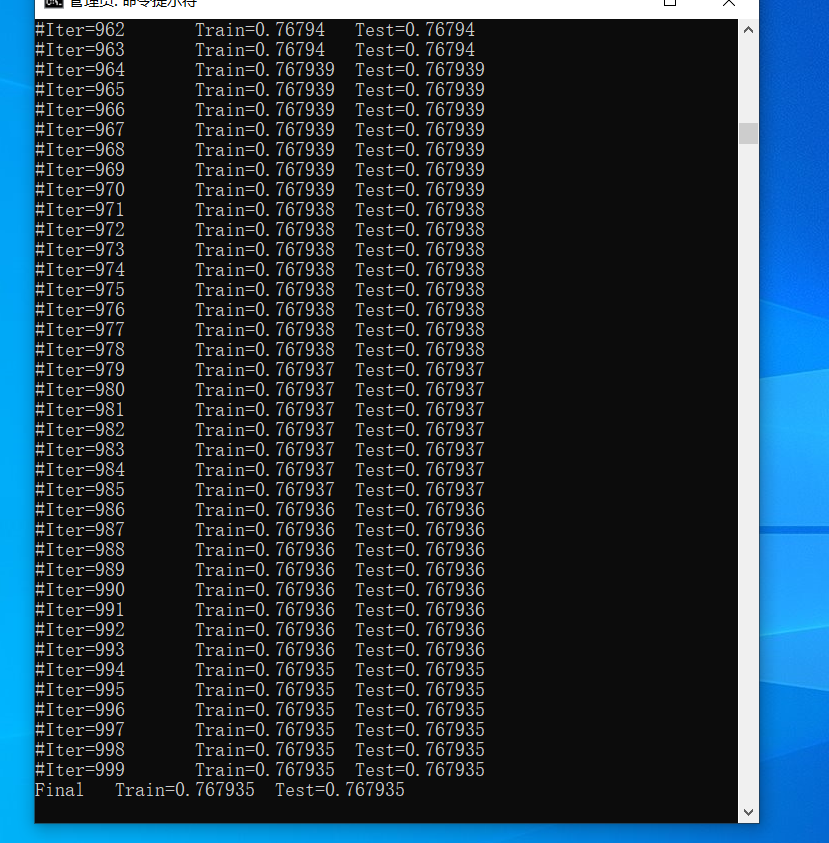 管理员: 命令提示符
#Iter=962 Train=0.76794 Test=0.76794
#Iter=963 Train=0.76794 Test=0.76794
#Iter=964 Train=0.767939 Test=0.767939
#Iter=965 Train=0.767939 Test=0.767939
#Iter=966 Train=0.767939 Test=0.767939
#Iter=967 Train=0.767939 Test=0.767939
#Iter=968 Train=0.767939 Test=0.767939
#Iter=969 Train=0.767939 Test=0.767939
#Iter=970 Train=0.767939 Test=0.767939
#Iter=971 Train=0.767938 Test=0.767938
#Iter=972 Train=0.767938 Test=0.767938
#Iter=973 Train=0.767938 Test=0.767938
#Iter=974 Train=0.767938 Test=0.767938
#Iter=975 Train=0.767938 Test=0.767938
#Iter=976 Train=0.767938 Test=0.767938
#Iter=977 Train=0.767938 Test=0.767938
#Iter=978 Train=0.767938 Test=0.767938
#Iter=979 Train=0.767937 Test=0.767937
#Iter=980 Train=0.767937 Test=0.767937
#Iter=981 Train=0.767937 Test=0.767937
#Iter=982 Train=0.767937 Test=0.767937
#Iter=983 Train=0.767937 Test=0.767937
#Iter=984 Train=0.767937 Test=0.767937
#Iter=985 Train=0.767937 Test=0.767937
#Iter=986 Train=0.767936 Test=0.767936
#Iter=987 Train=0.767936 Test=0.767936
#Iter=988 Train=0.767936 Test=0.767936
#Iter=989 Train=0.767936 Test=0.767936
#Iter=990 Train=0.767936 Test=0.767936
#Iter=991 Train=0.767936 Test=0.767936
#Iter=992 Train=0.767936 Test=0.767936
#Iter=993 Train=0.767936 Test=0.767936
#Iter=994 Train=0.767935 Test=0.767935
#Iter=995 Train=0.767935 Test=0.767935
#Iter=996 Train=0.767935 Test=0.767935
#Iter=997 Train=0.767935 Test=0.767935
#Iter=998 Train=0.767935 Test=0.767935
#Iter=999 Train=0.767935 Test=0.767935
Final Train=0.767935 Test=0.767935